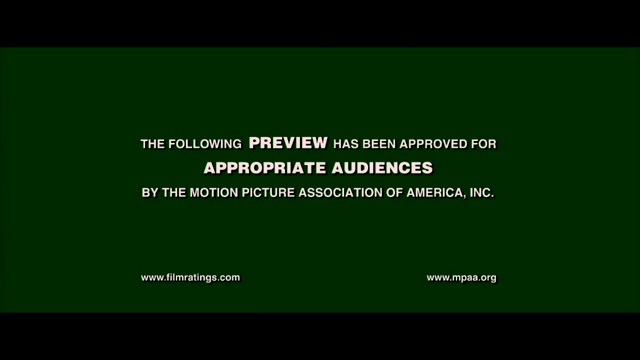 THE FOLLOWING PREVIEW HAS BEEN APPROVED FOR
APPROPRIATE AUDIENCES
BY THE MOTION PICTURE ASSOCIATION OF AMERICA, INC.
www.filmratings.com www.mpaa.org